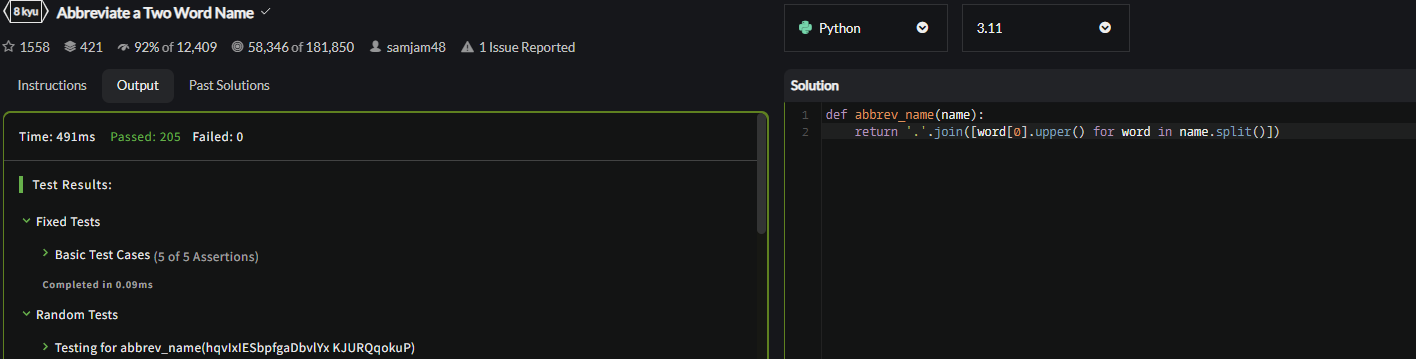 8 kyu Abbreviate a Two Word Name
1558 421 92% of 12,409 58,346 of 181,850 samjam48 1 Issue Reported
Instructions Output Past Solutions
Time: 491ms Passed: 205 Failed: 0
Test Results:
Fixed Tests
Basic Test Cases (5 of 5 Assertions)
Completed in 0.09ms
Random Tests
Testing for abbrev_name(hqvIxIESbpfgaDbvlYx KJURQqokuP)
Python 3.11
Solution
1 def abbrev_name(name):
2 return '.'.join([word[0].upper() for word in name.split()])